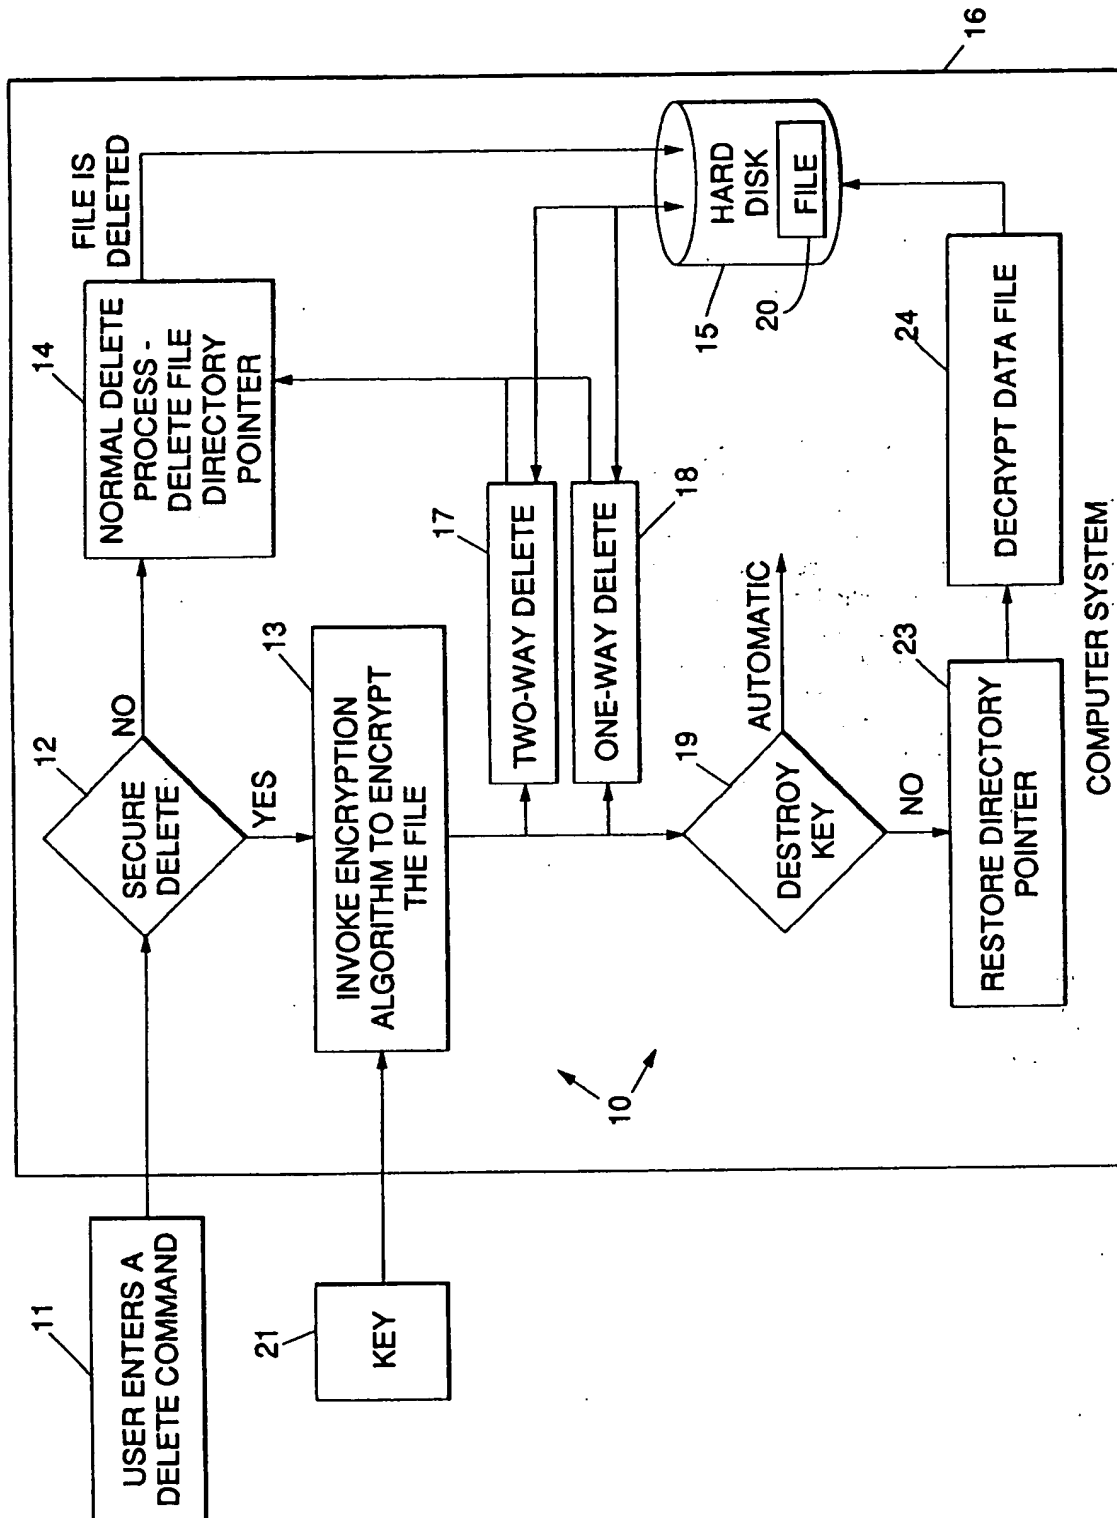 11
USER ENTERS A
DELETE COMMAND
12
SECURE
DELETE
NO
YES
14
NORMAL DELETE
PROCESS -
DELETE FILE
DIRECTORY
POINTER
FILE IS
DELETED
16
21
KEY
13
INVOKE ENCRYPTION
ALGORITHM TO ENCRYPT
THE FILE
17
TWO-WAY DELETE
ONE-WAY DELETE
18
HARD
DISK
FILE
15
20
10
19
DESTROY
KEY
AUTOMATIC
NO
23
RESTORE DIRECTORY
POINTER
24
DECRYPT DATA FILE
COMPUTER SYSTEM